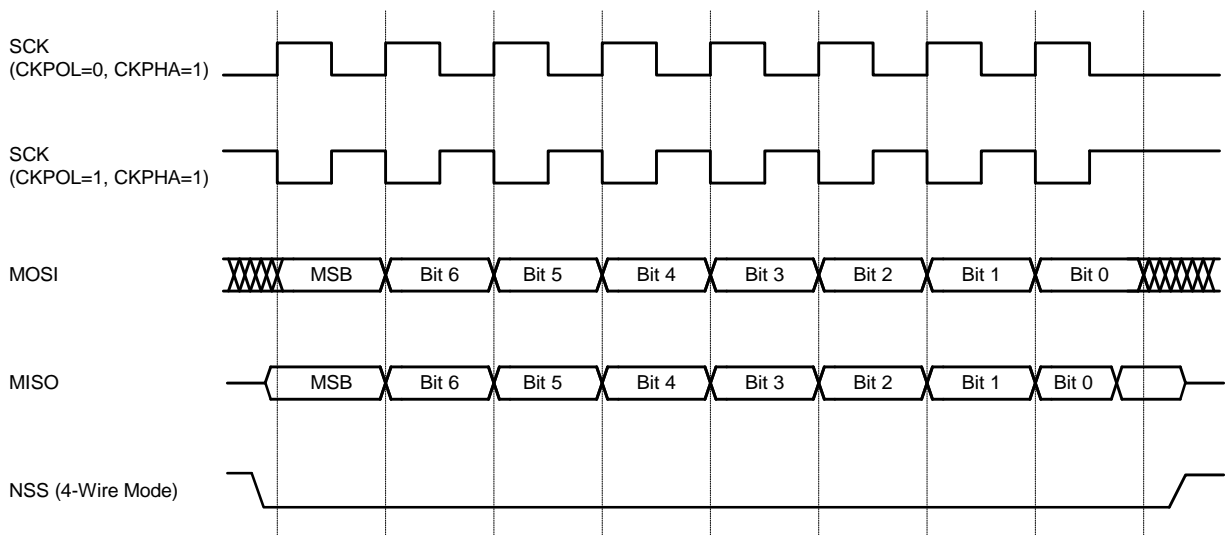 SCK
(CKPOL=0, CKPHA=1)
SCK
(CKPOL=1, CKPHA=1)
MOSI MSB Bit 6 Bit 5 Bit 4 Bit 3 Bit 2 Bit 1 Bit 0
MISO MSB Bit 6 Bit 5 Bit 4 Bit 3 Bit 2 Bit 1 Bit 0
NSS (4-Wire Mode)